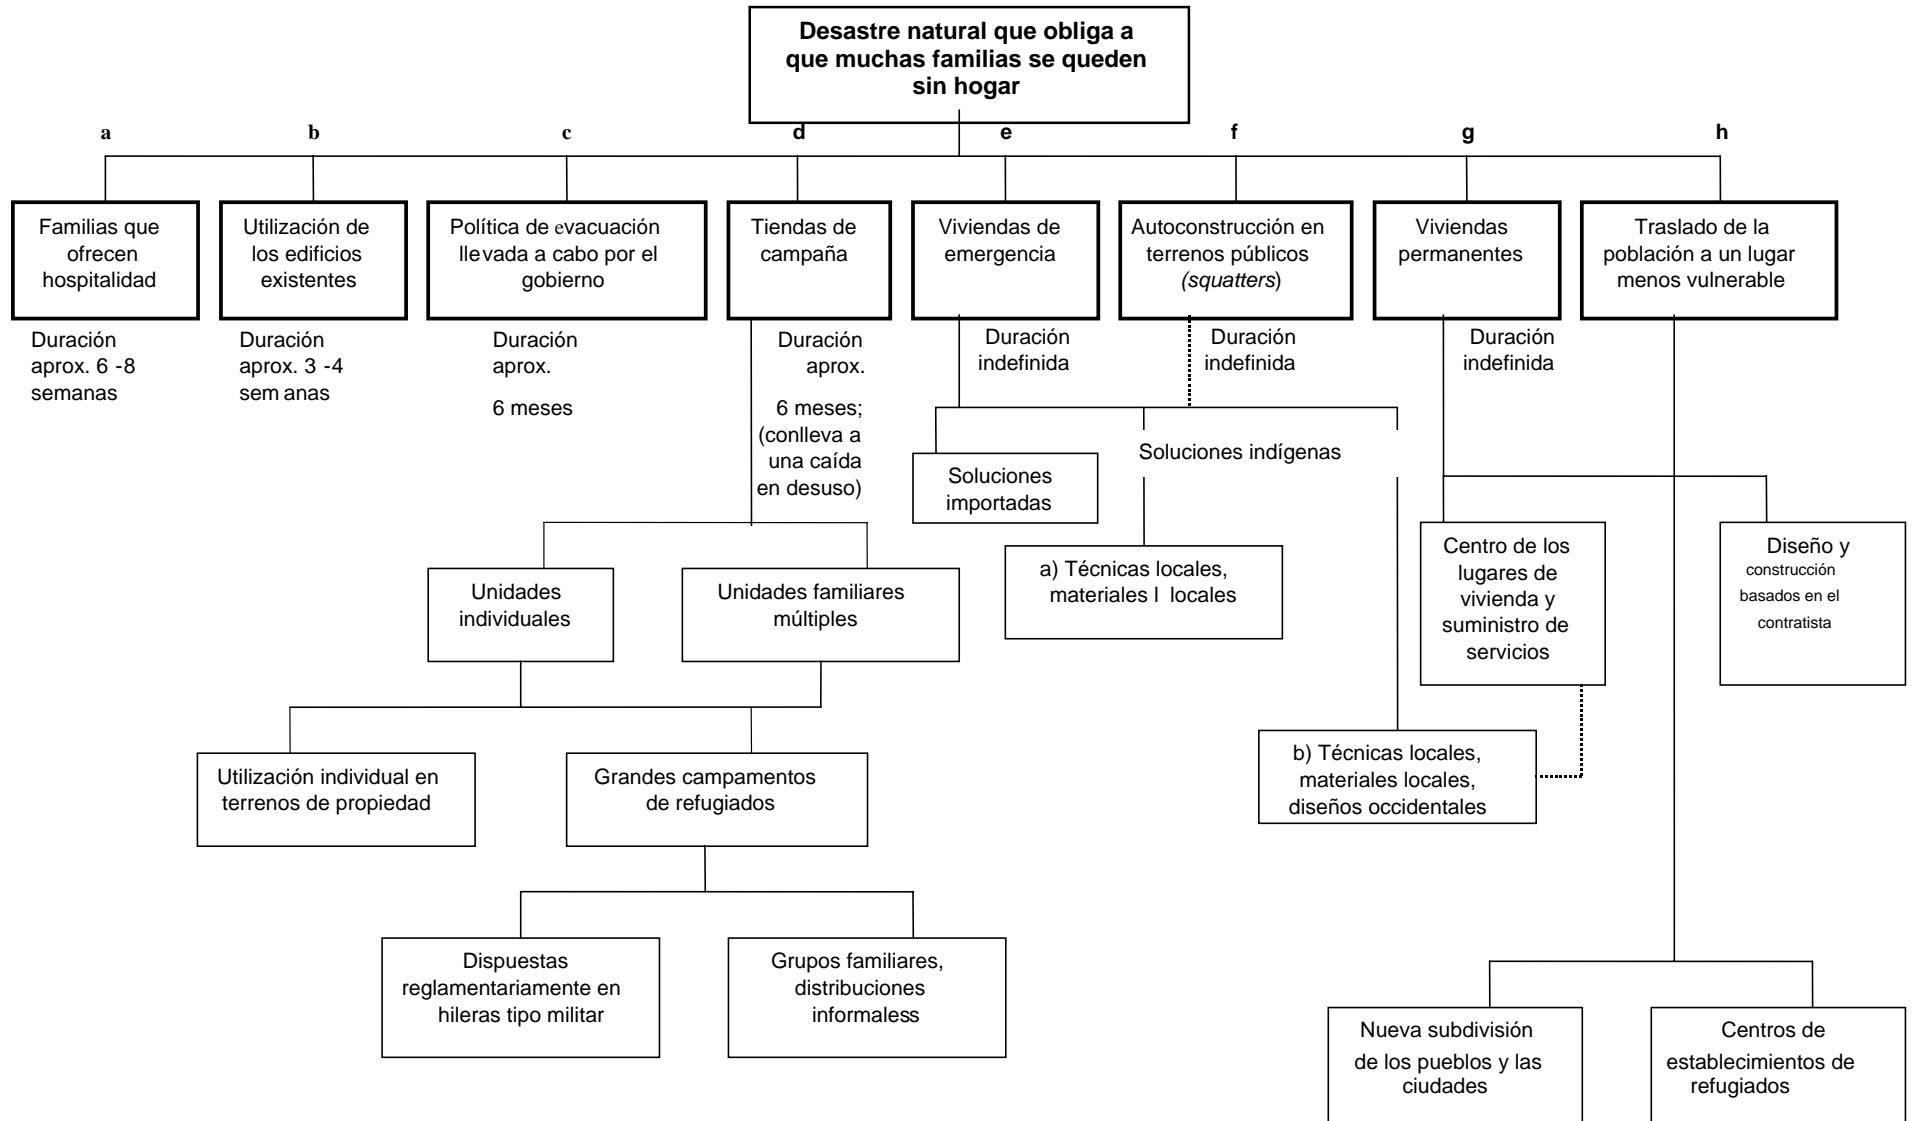 Desastre natural que obliga a
que muchas familias se queden
sin hogar
a
b
c
d
e
f
g
h
Familias que
ofrecen
hospitalidad
Utilización de
los edificios
existentes
Política de evacuación
llevada a cabo por el
gobierno
Tiendas de
campaña
Viviendas de
emergencia
Autoconstrucción en
terrenos públicos
(squatters)
Viviendas
permanentes
Traslado de la
población a un lugar
menos vulnerable
Duración
aprox. 6 -8
semanas
Duración
aprox. 3 -4
sem anas
Duración
aprox.
6 meses
Duración
aprox.
6 meses;
(conlleva a
una caída
en desuso)
Duración
indefinida
Duración
indefinida
Duración
indefinida
Soluciones
importadas
Soluciones indígenas
a) Técnicas locales,
materiales l locales
Centro de los
lugares de
vivienda y
suministro de
servicios
Diseño y
construcción
basados en el
contratista
Unidades
individuales
Unidades familiares
múltiples
b) Técnicas locales,
materiales locales,
diseños occidentales
Utilización individual en
terrenos de propiedad
Grandes campamentos
de refugiados
Dispuestas
reglamentariamente en
hileras tipo militar
Grupos familiares,
distribuciones
informaless
Nueva subdivisión
de los pueblos y las
ciudades
Centros de
establecimientos de
refugiados